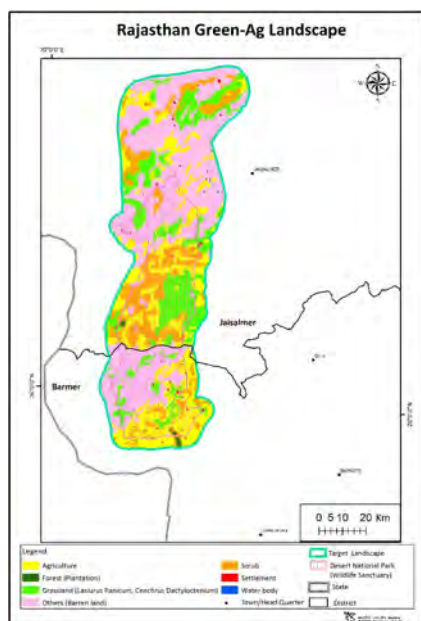 Rajasthan Green-Ag Landscape
Jaisalmer
Barmer
0 5 10 20 Km
Legend
Agriculture
Scrub
Target Landscape
Forest (Plantation)
Settlement
Desert National Park
(Wildlife Sanctuary)
Grassland (Lasiurus Panicum, Cenchrus Dactyloctenium)
Water body
State
Others (Barren land)
Town/Head Quarter
District